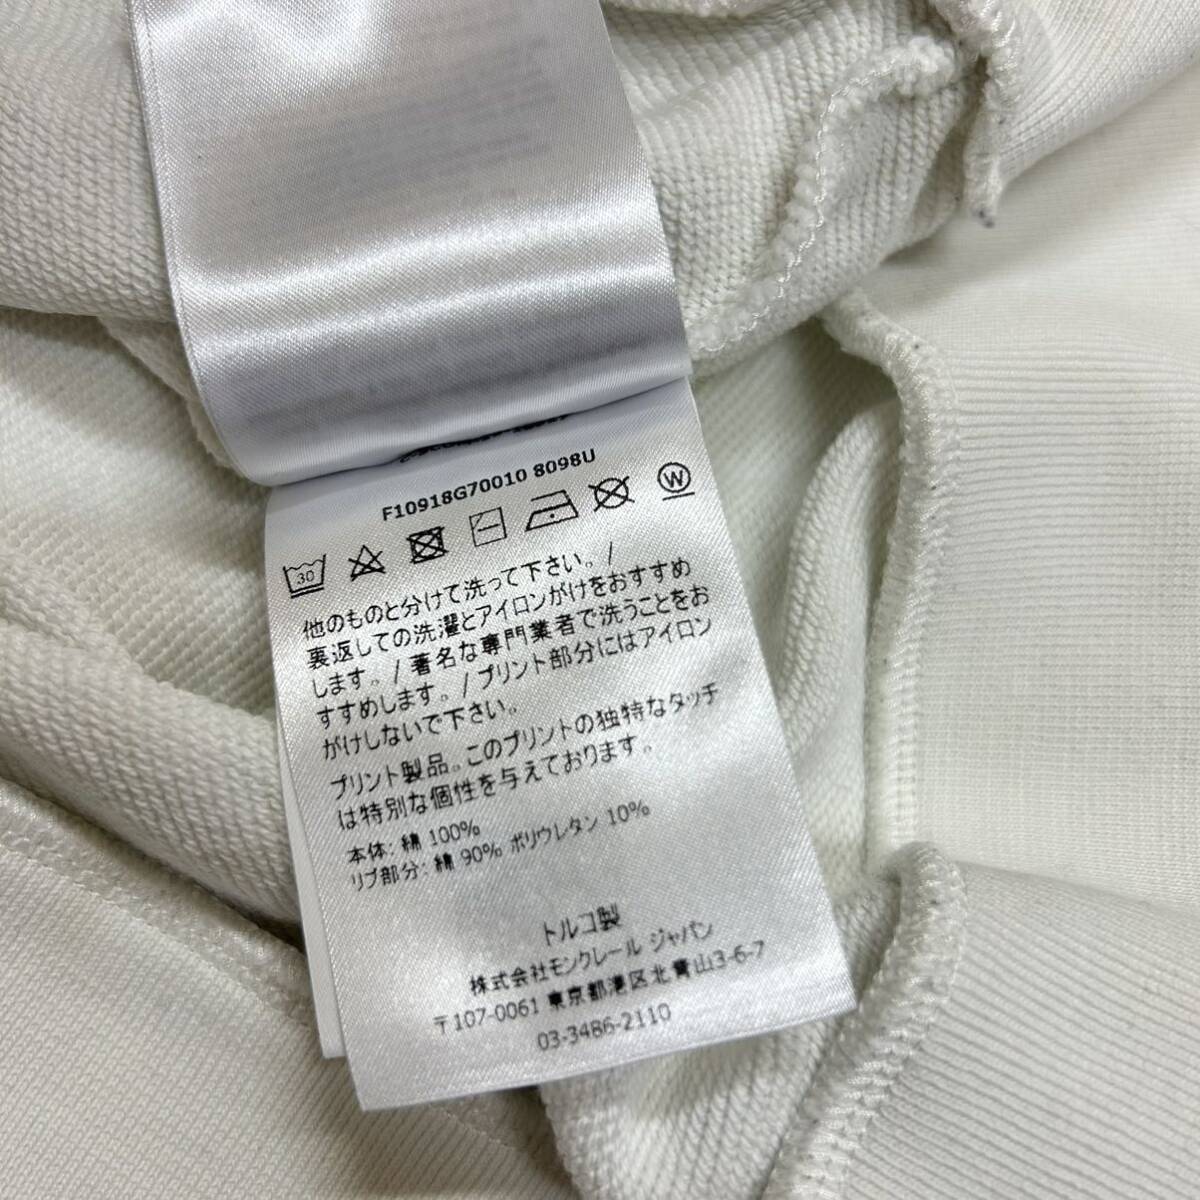 F10918G70010 8098U
30
W
他のものと分けて洗って下さい。/
裏返しての洗濯とアイロンがけをおすすめ
します。/著名な専門業者で洗うことをお
すすめします。/プリント部分にはアイロン
がけしないで下さい。
プリント製品。このプリントの独特なタッチ
は特別な個性を与えております。
本体: 綿 100%
リブ部分: 綿 90% ポリウレタン 10%
トルコ製
株式会社モンクレール ジャパン
〒107-0061 東京都港区北青山3-6-7
03-3486-2110